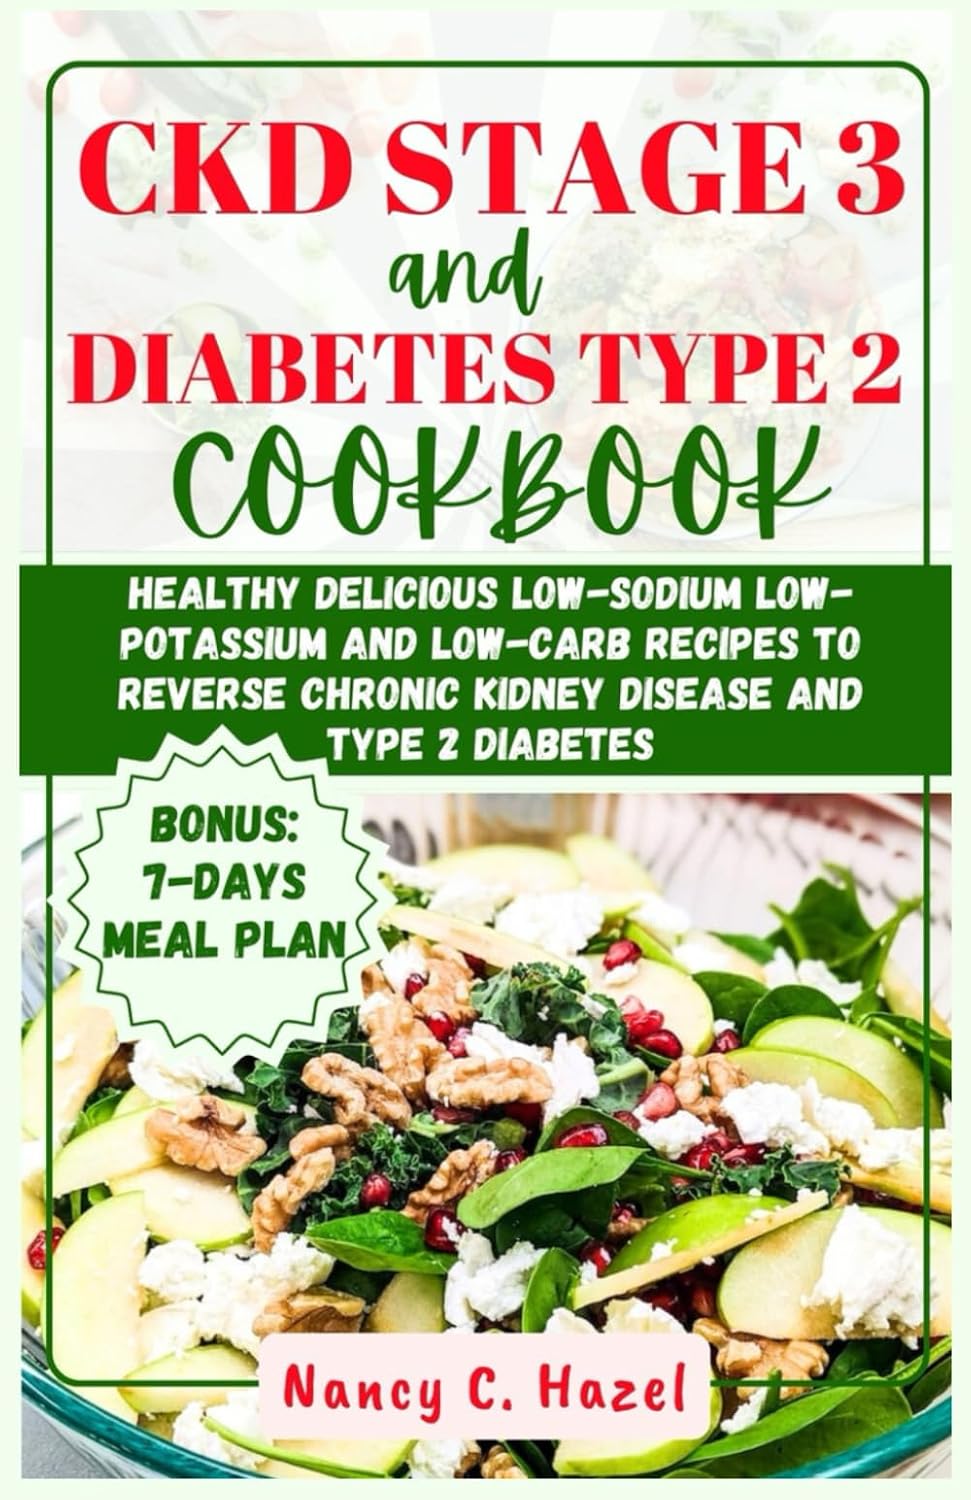 CKD STAGE 3
and
DIABETES TYPE 2
COOKBOOK
HEALTHY DELICIOUS LOW-SODIUM LOW-
POTASSIUM AND LOW-CARB RECIPES TO
REVERSE CHRONIC KIDNEY DISEASE AND
TYPE 2 DIABETES
BONUS:
7-DAYS
MEAL PLAN
Nancy C. Hazel